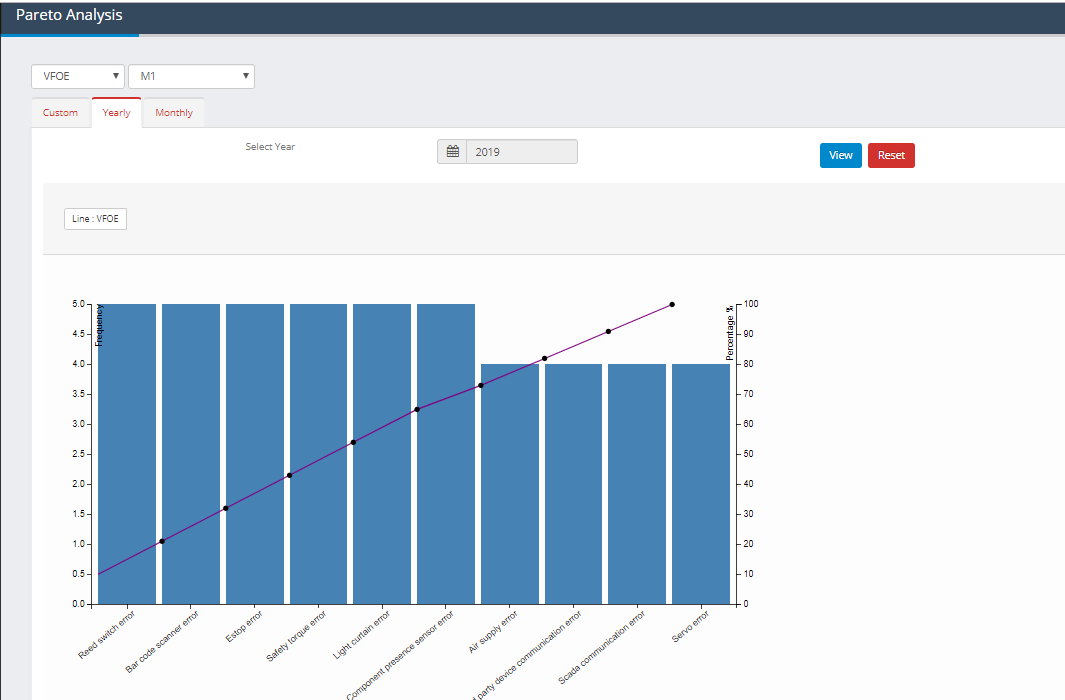 Pareto Analysis
VFOE M1
Custom Yearly Monthly
Select Year 2019 View Reset
Line : VFOE
5.0
4.5
4.0
3.5
3.0
2.5
2.0
1.5
1.0
0.5
0.0
Frequency
Percentage %
100
90
80
70
60
50
40
30
20
10
0
Reed switch error
Bar code scanner error
Estop error
Safety torque error
Light curtain error
Component presence sensor error
Air supply error
party device communication error
Scada communication error
Servo error